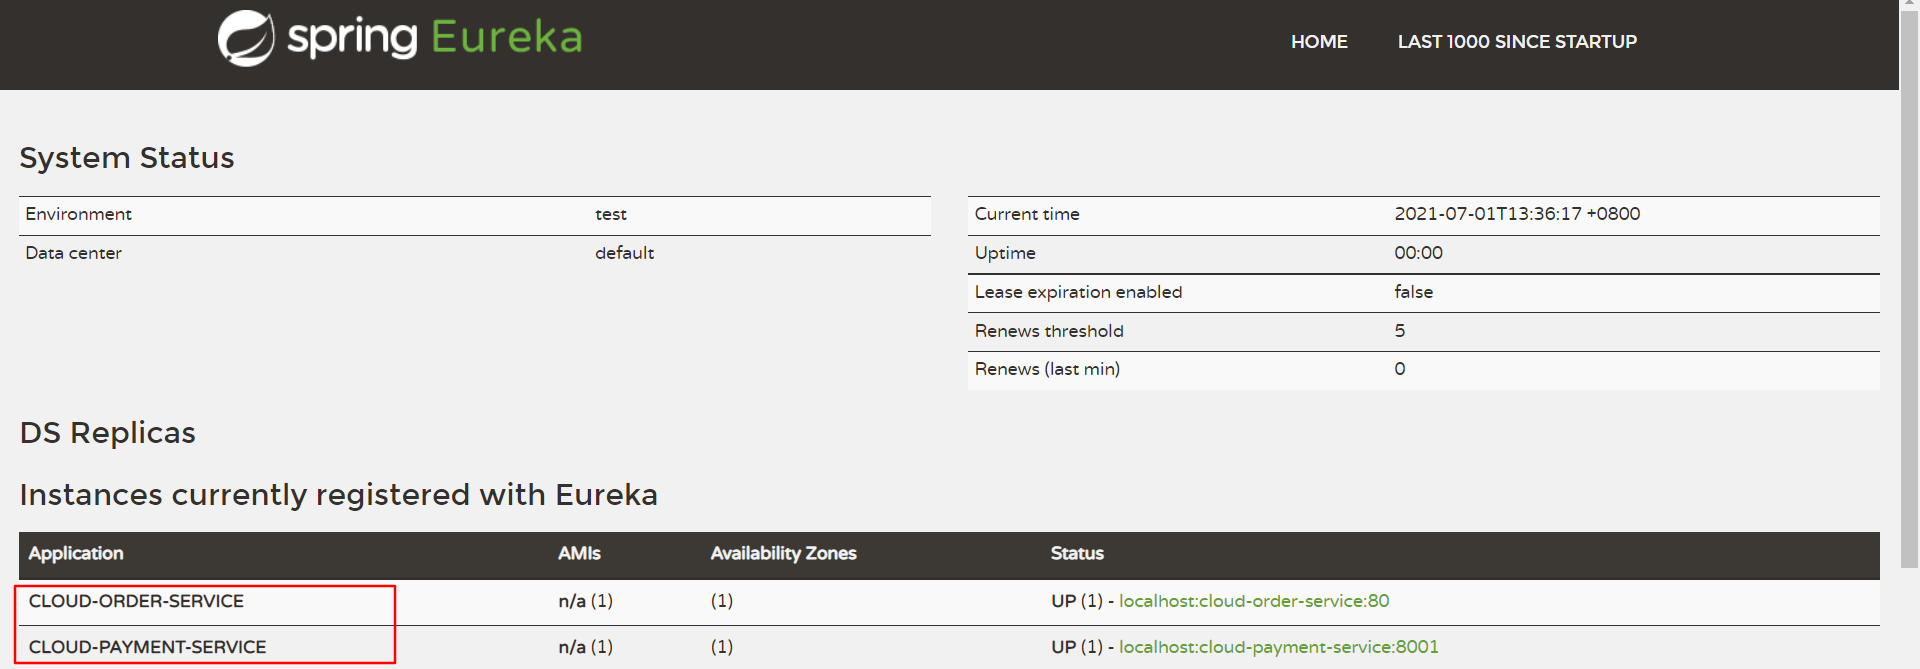 spring Eureka
HOME LAST 1000 SINCE STARTUP
System Status
Environment test
Data center default
Current time 2021-07-01T13:36:17 +0800
Uptime 00:00
Lease expiration enabled false
Renews threshold 5
Renews (last min) 0
DS Replicas
Instances currently registered with Eureka
Application AMIs Availability Zones Status
CLOUD-ORDER-SERVICE n/a (1) (1) UP (1) - localhost:cloud-order-service:80
CLOUD-PAYMENT-SERVICE n/a (1) (1) UP (1) - localhost:cloud-payment-service:8001